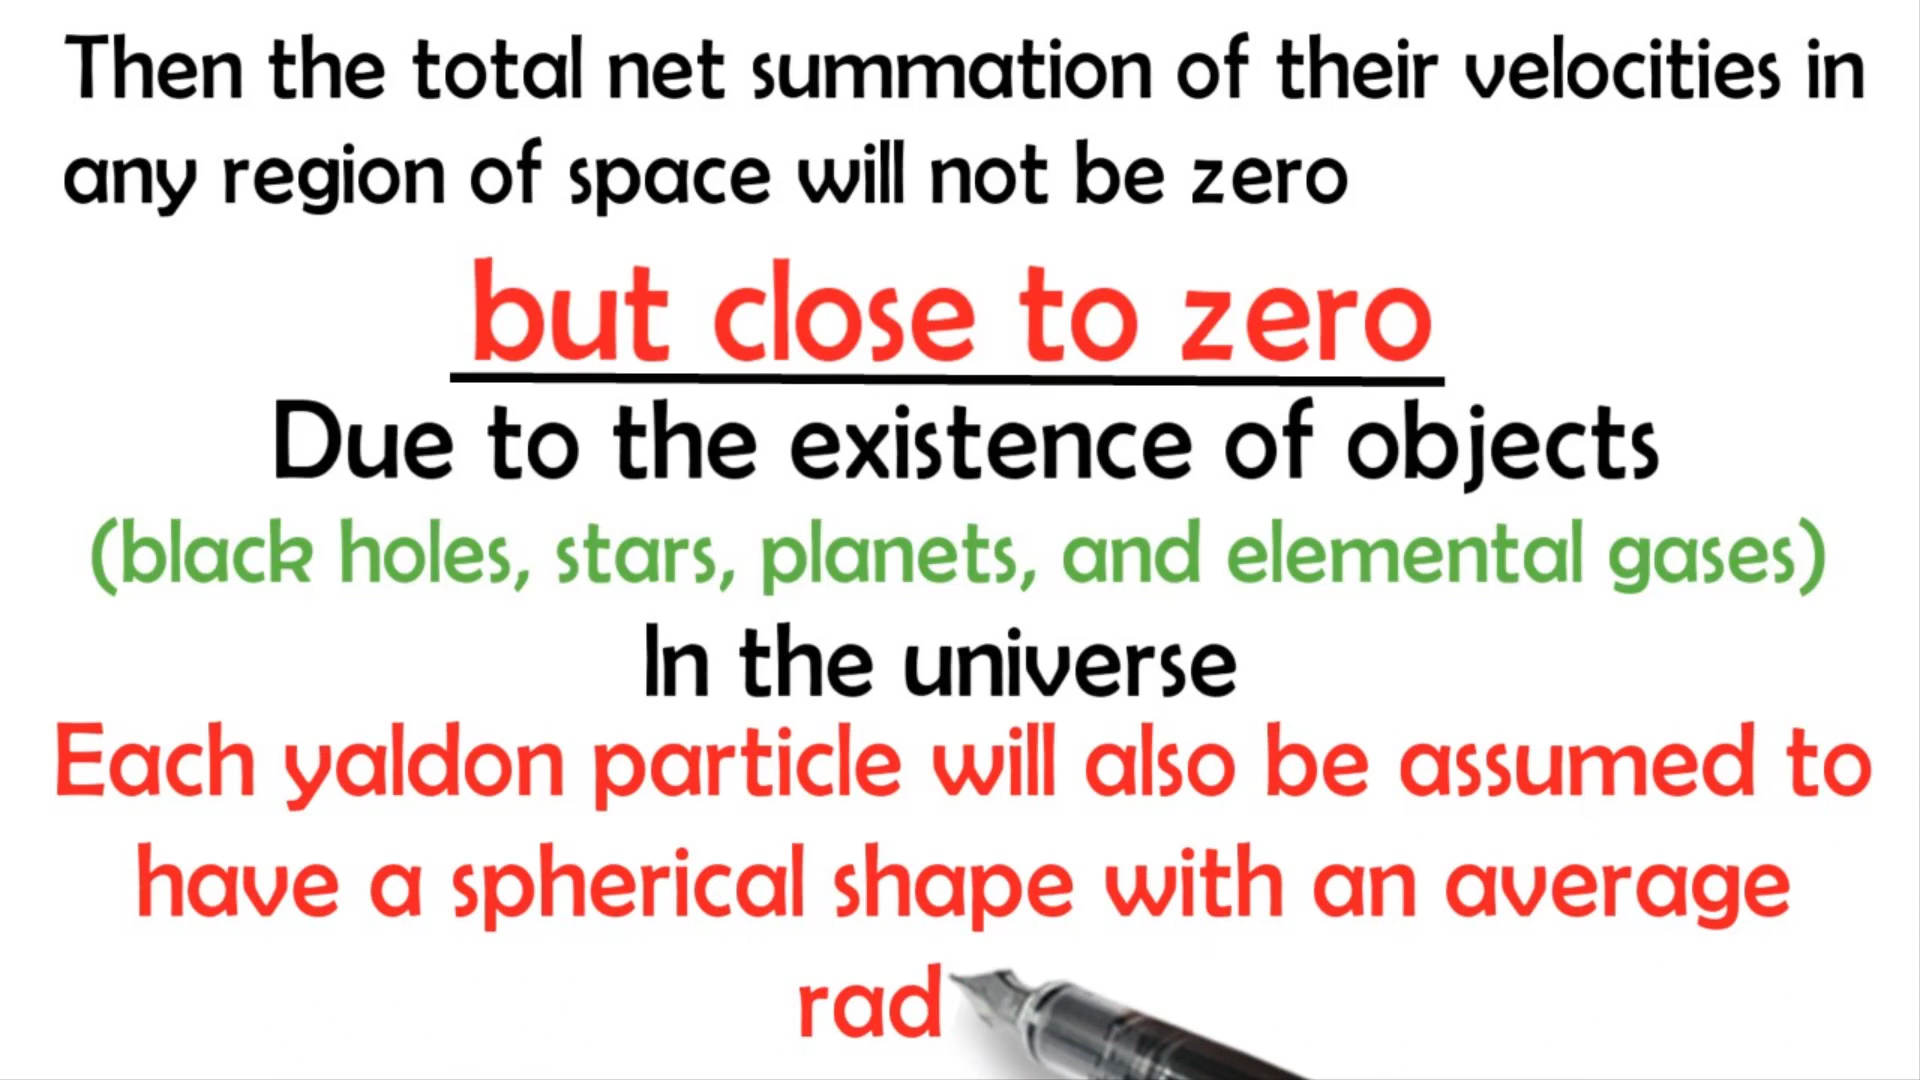 Then the total net summation of their velocities in
any region of space will not be zero
but close to zero
Due to the existence of objects
(black holes, stars, planets, and elemental gases)
In the universe
Each yaldon particle will also be assumed to
have a spherical shape with an average
rad